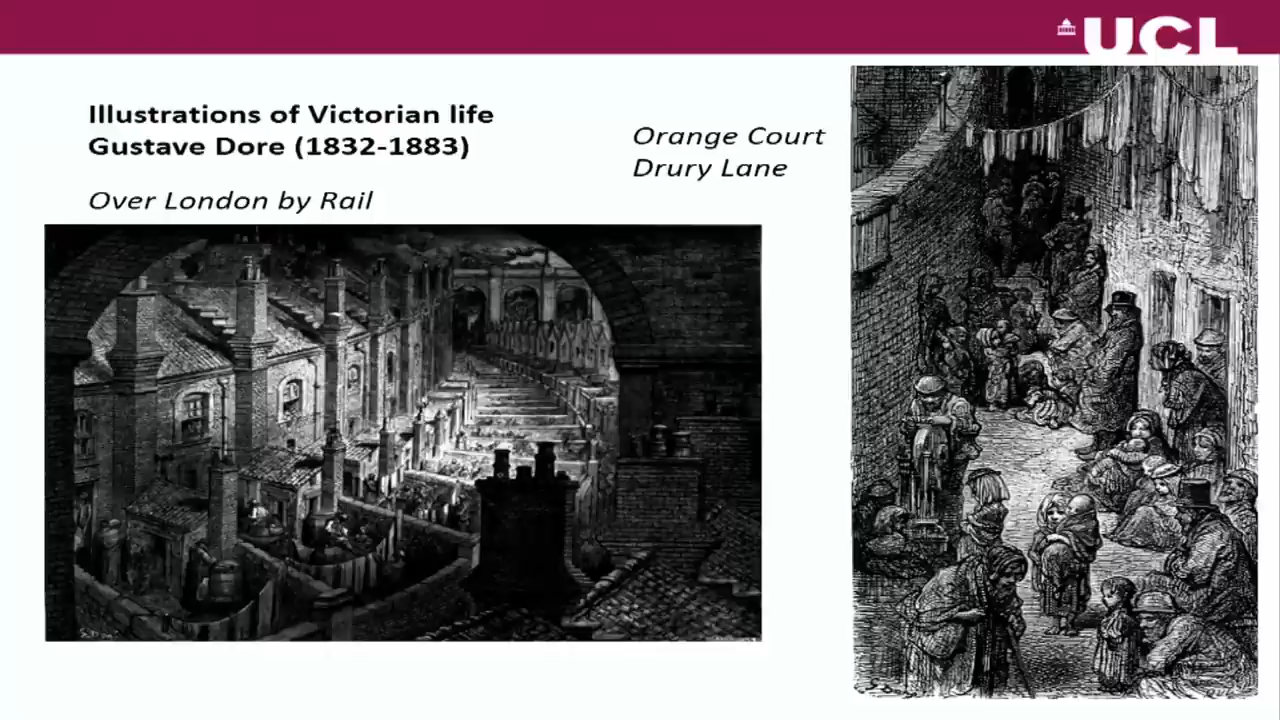 UCL
Illustrations of Victorian life
Gustave Dore (1832-1883)
Over London by Rail
Orange Court
Drury Lane